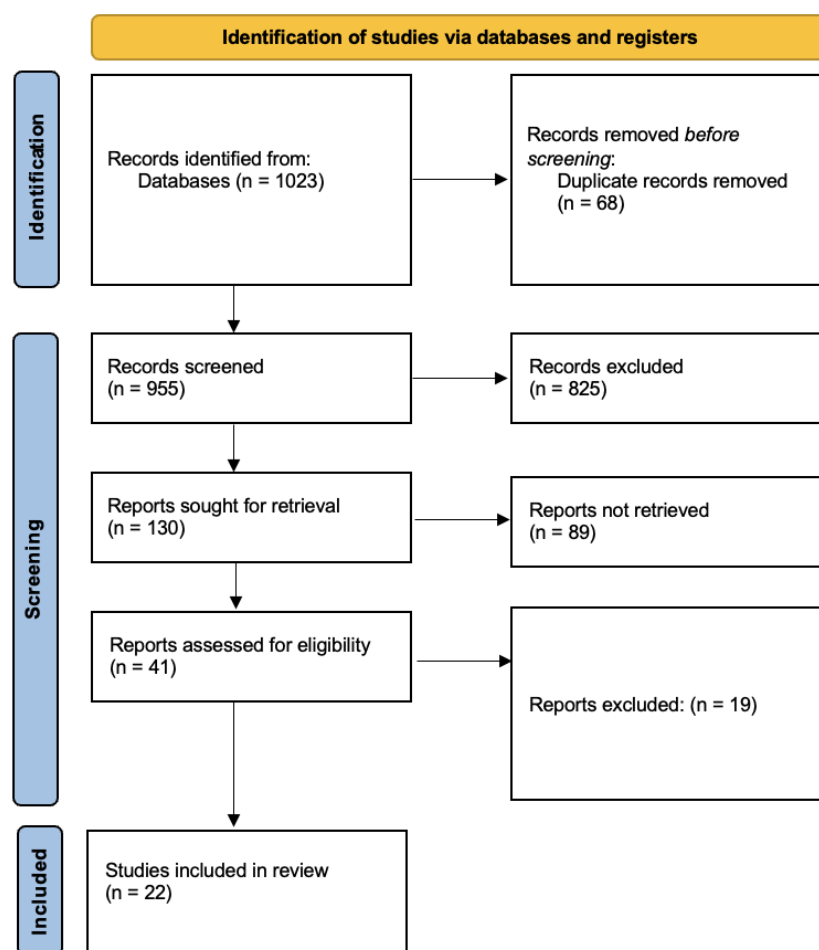 Identification of studies via databases and registers
Identification
Records identified from:
Databases (n = 1023)
Records removed before
screening:
Duplicate records removed
(n = 68)
Screening
Records screened
(n = 955)
Records excluded
(n = 825)
Reports sought for retrieval
(n = 130)
Reports not retrieved
(n = 89)
Reports assessed for eligibility
(n = 41)
Reports excluded: (n = 19)
Included
Studies included in review
(n = 22)